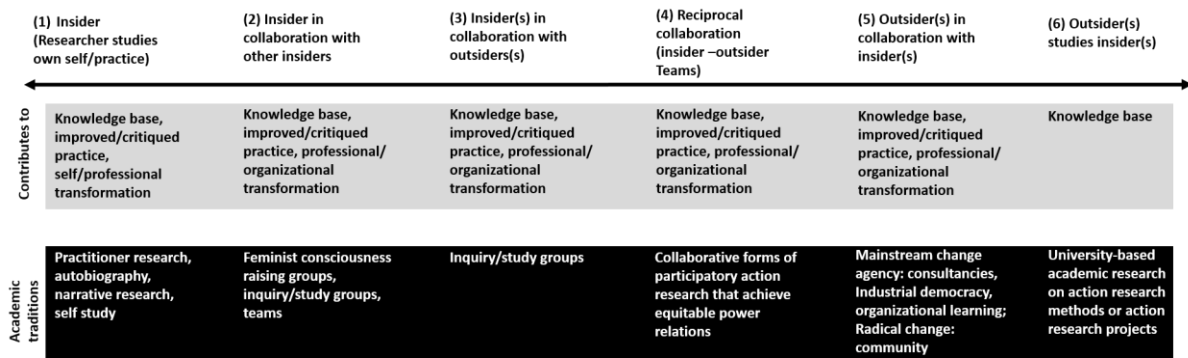 (1) Insider
(Researcher studies
own self/practice)
(2) Insider in
collaboration with
other insiders
(3) Insider(s) in
collaboration with
outsiders(s)
(4) Reciprocal
collaboration
(insider –outsider
Teams)
(5) Outsider(s) in
collaboration with
insider(s)
(6) Outsider(s)
studies insider(s)
Contributes to
Knowledge base,
improved/critiqued
practice,
self/professional
transformation
Knowledge base,
improved/critiqued
practice, professional/
organizational
transformation
Knowledge base,
improved/critiqued
practice, professional/
organizational
transformation
Knowledge base,
improved/critiqued
practice, professional/
organizational
transformation
Knowledge base,
improved/critiqued
practice, professional/
organizational
transformation
Knowledge base
Academic
traditions
Practitioner research,
autobiography,
narrative research,
self study
Feminist consciousness
raising groups,
inquiry/study groups,
teams
Inquiry/study groups
Collaborative forms of
participatory action
research that achieve
equitable power
relations
Mainstream change
agency: consultancies,
Industrial democracy,
organizational learning;
Radical change:
community
University-based
academic research
on action research
methods or action
research projects